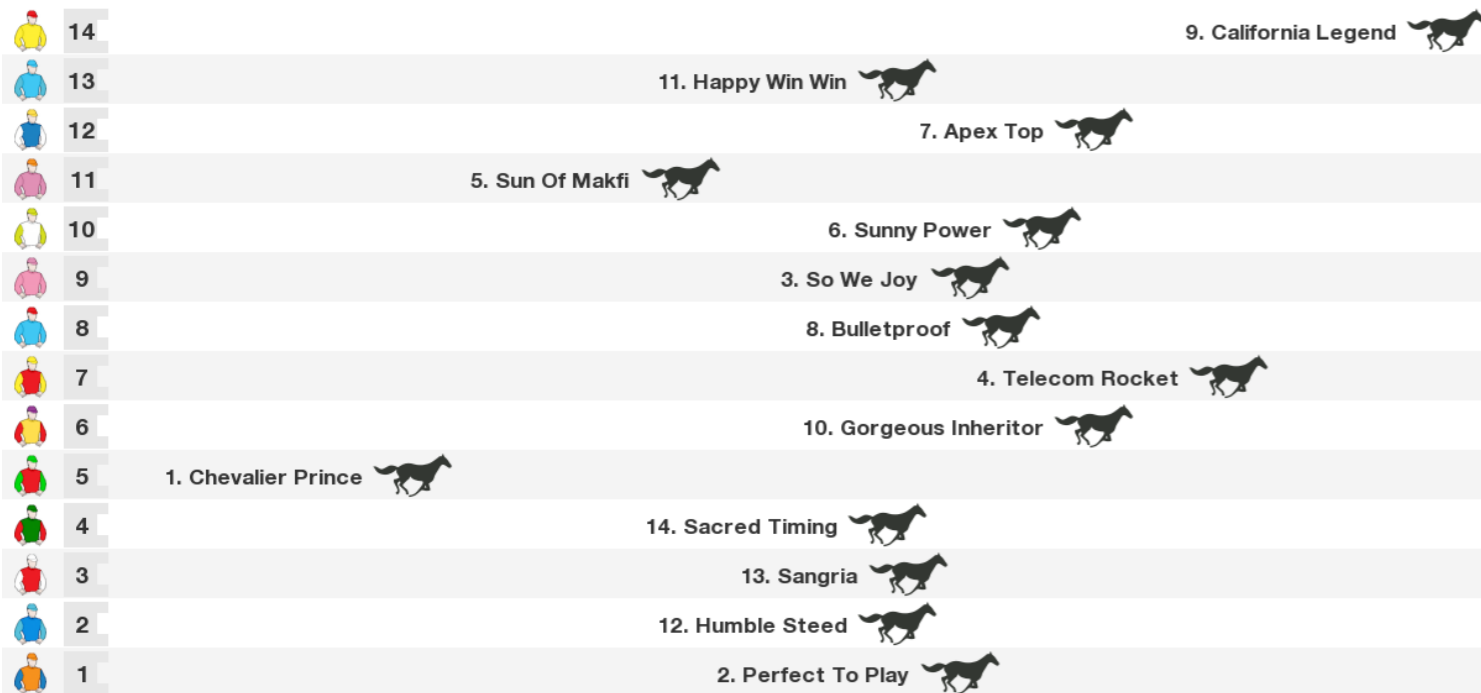 14 9. California Legend
13 11. Happy Win Win
12 7. Apex Top
11 5. Sun Of Makfi
10 6. Sunny Power
9 3. So We Joy
8 8. Bulletproof
7 4. Telecom Rocket
6 10. Gorgeous Inheritor
5 1. Chevalier Prince
4 14. Sacred Timing
3 13. Sangria
2 12. Humble Steed
1 2. Perfect To Play